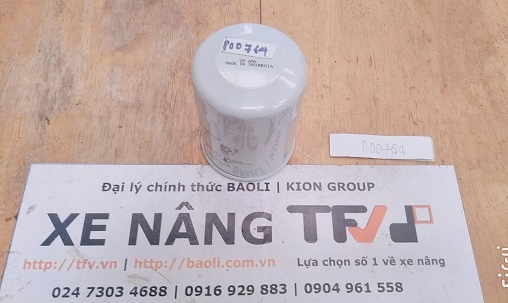 P00764
MADE IN INDONESIA
P00764
Đại lý chính thức BAOLI | KION GROUP
XE NÂNG TFV
http://tfv.vn | http://baoli.com.vn
Lựa chọn số 1 về xe nâng
024 7303 4688 | 0916 929 883 | 0904 961 558